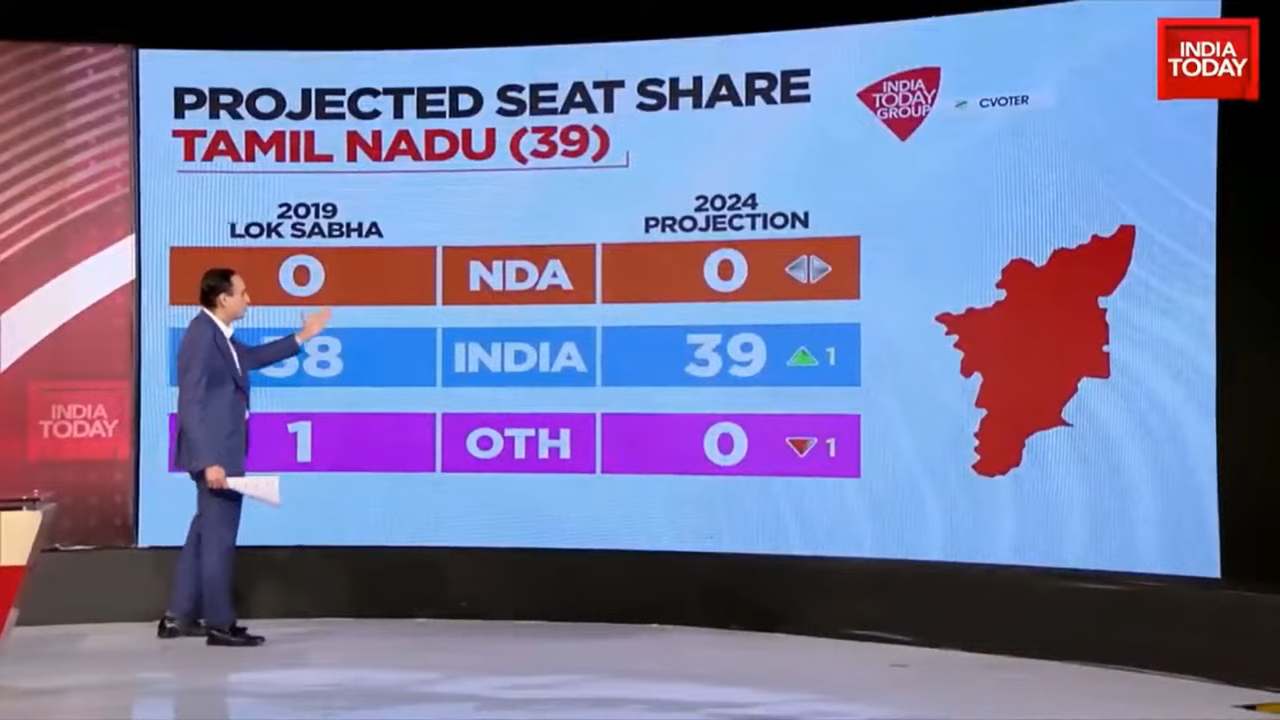 PROJECTED SEAT SHARE
TAMIL NADU (39)
INDIA
TODAY
GROUP
CVOTER
INDIA
TODAY
2019
LOK SABHA
2024
PROJECTION
0 NDA 0
38 INDIA 39 1
1 OTH 0 1
INDIA
TODAY